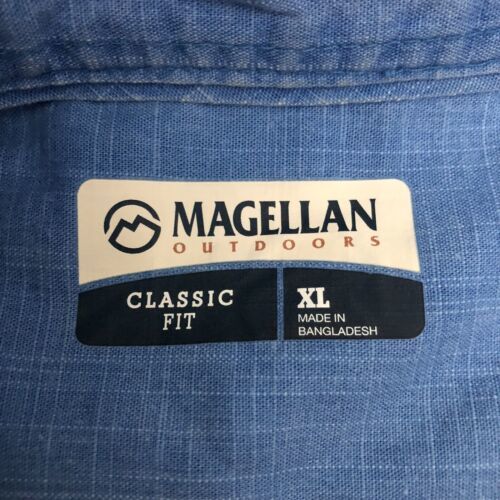 MAGELLAN
OUTDOORS
CLASSIC
FIT
XL
MADE IN
BANGLADESH